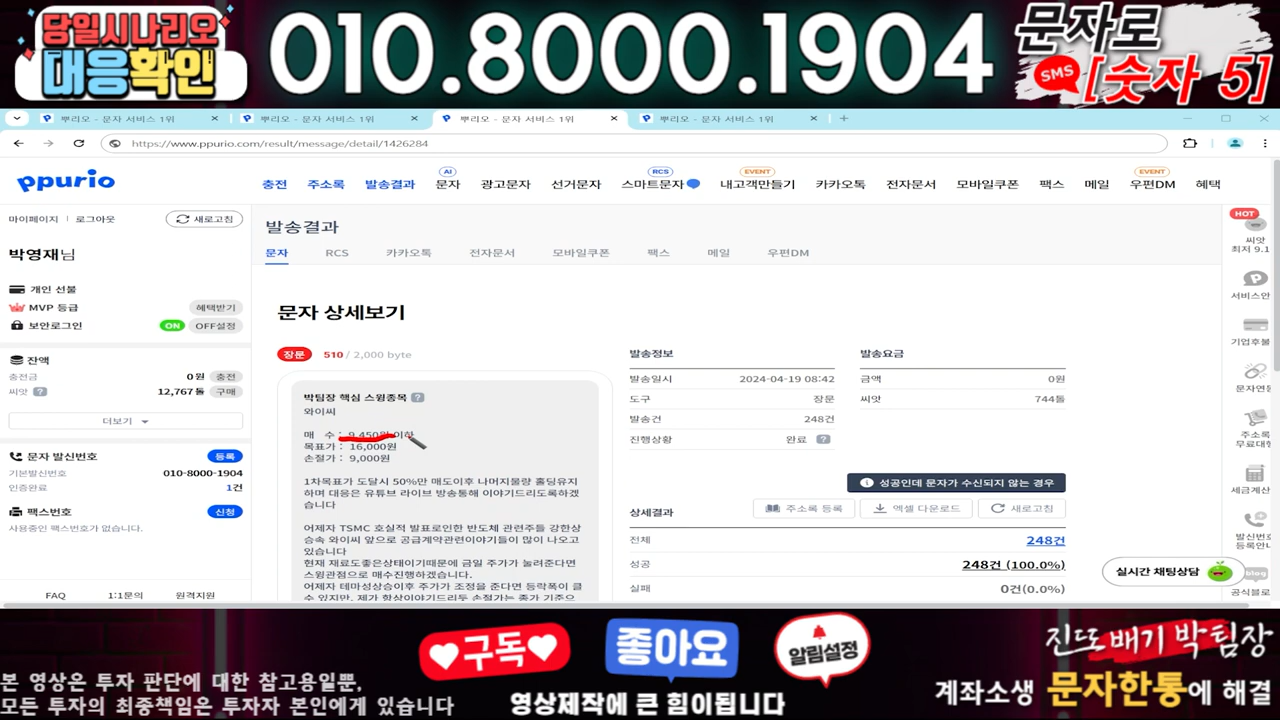 당일시나리오
대응확인
010.8000.1904
문자로
SMS [숫자 5]
뿌리오 - 문자 서비스 1위
뿌리오 - 문자 서비스 1위
뿌리오 - 문자 서비스 1위
뿌리오 - 문자 서비스 1위
https://www.ppurio.com/result/message/detail/1426284
ppurio
AI
RCS
EVENT
EVENT
충전 주소록 발송결과 문자 광고문자 선거문자 스마트문자 내고객만들기 카카오톡 전자문서 모바일쿠폰 팩스 메일 우편DM 혜택
마이페이지 | 로그아웃 새로고침
박영재님
개인 선불
MVP 등급 혜택받기
보안로그인 ON OFF설정
잔액
충전금 0원 충전
씨앗 ? 12,767톨 구매
더보기
문자 발신번호 등록
기본발신번호 010-8000-1904
인증완료 1건
팩스번호 신청
사용중인 팩스번호가 없습니다.
FAQ 1:1문의 원격지원
발송결과
문자 RCS 카카오톡 전자문서 모바일쿠폰 팩스 메일 우편DM
문자 상세보기
장문 510 / 2,000 byte
박팀장 핵심 스윙종목 ?
와이씨
매 수 : 9,450원 이하
목표가 : 16,000원
손절가 : 9,000원
1차목표가 도달시 50%만 매도이후 나머지물량 홀딩유지
하며 대응은 유튜브 라이브 방송통해 이야기드리도록하겠
습니다
어제자 TSMC 호실적 발표로인한 반도체 관련주들 강한상
승속 와이씨 앞으로 공급계약관련이야기들이 많이 나오고
있습니다
현재 재료도좋은상태이기때문에 금일 주가가 눌려준다면
스윙관점으로 매수진행하겠습니다.
어제자 테마성상승이후 주가가 조정을 준다면 등락폭이 클
수 있지만, 제가 항상이야기드리듯 손절가는 종가 기준으
발송정보
발송일시 2024-04-19 08:42
도구 장문
발송건 248건
진행상황 완료 ?
발송요금
금액 0원
씨앗 744톨
성공인데 문자가 수신되지 않는 경우
상세결과 주소록 등록 엑셀 다운로드 새로고침
전체 248건
성공 248건 (100.0%)
실패 0건(0.0%)
HOT
씨앗
최저 9.1
서비스안
기업후불
문자연동
주소록
무료대행
세금계산
발신번호
등록안내
blog
공식블로
실시간 채팅상담
구독
좋아요
알림설정
영상제작에 큰 힘이됩니다
본 영상은 투자 판단에 대한 참고용일뿐,
모든 투자의 최종책임은 투자자 본인에게 있습니다
진또배기 박팀장
계좌소생 문자한통에 해결